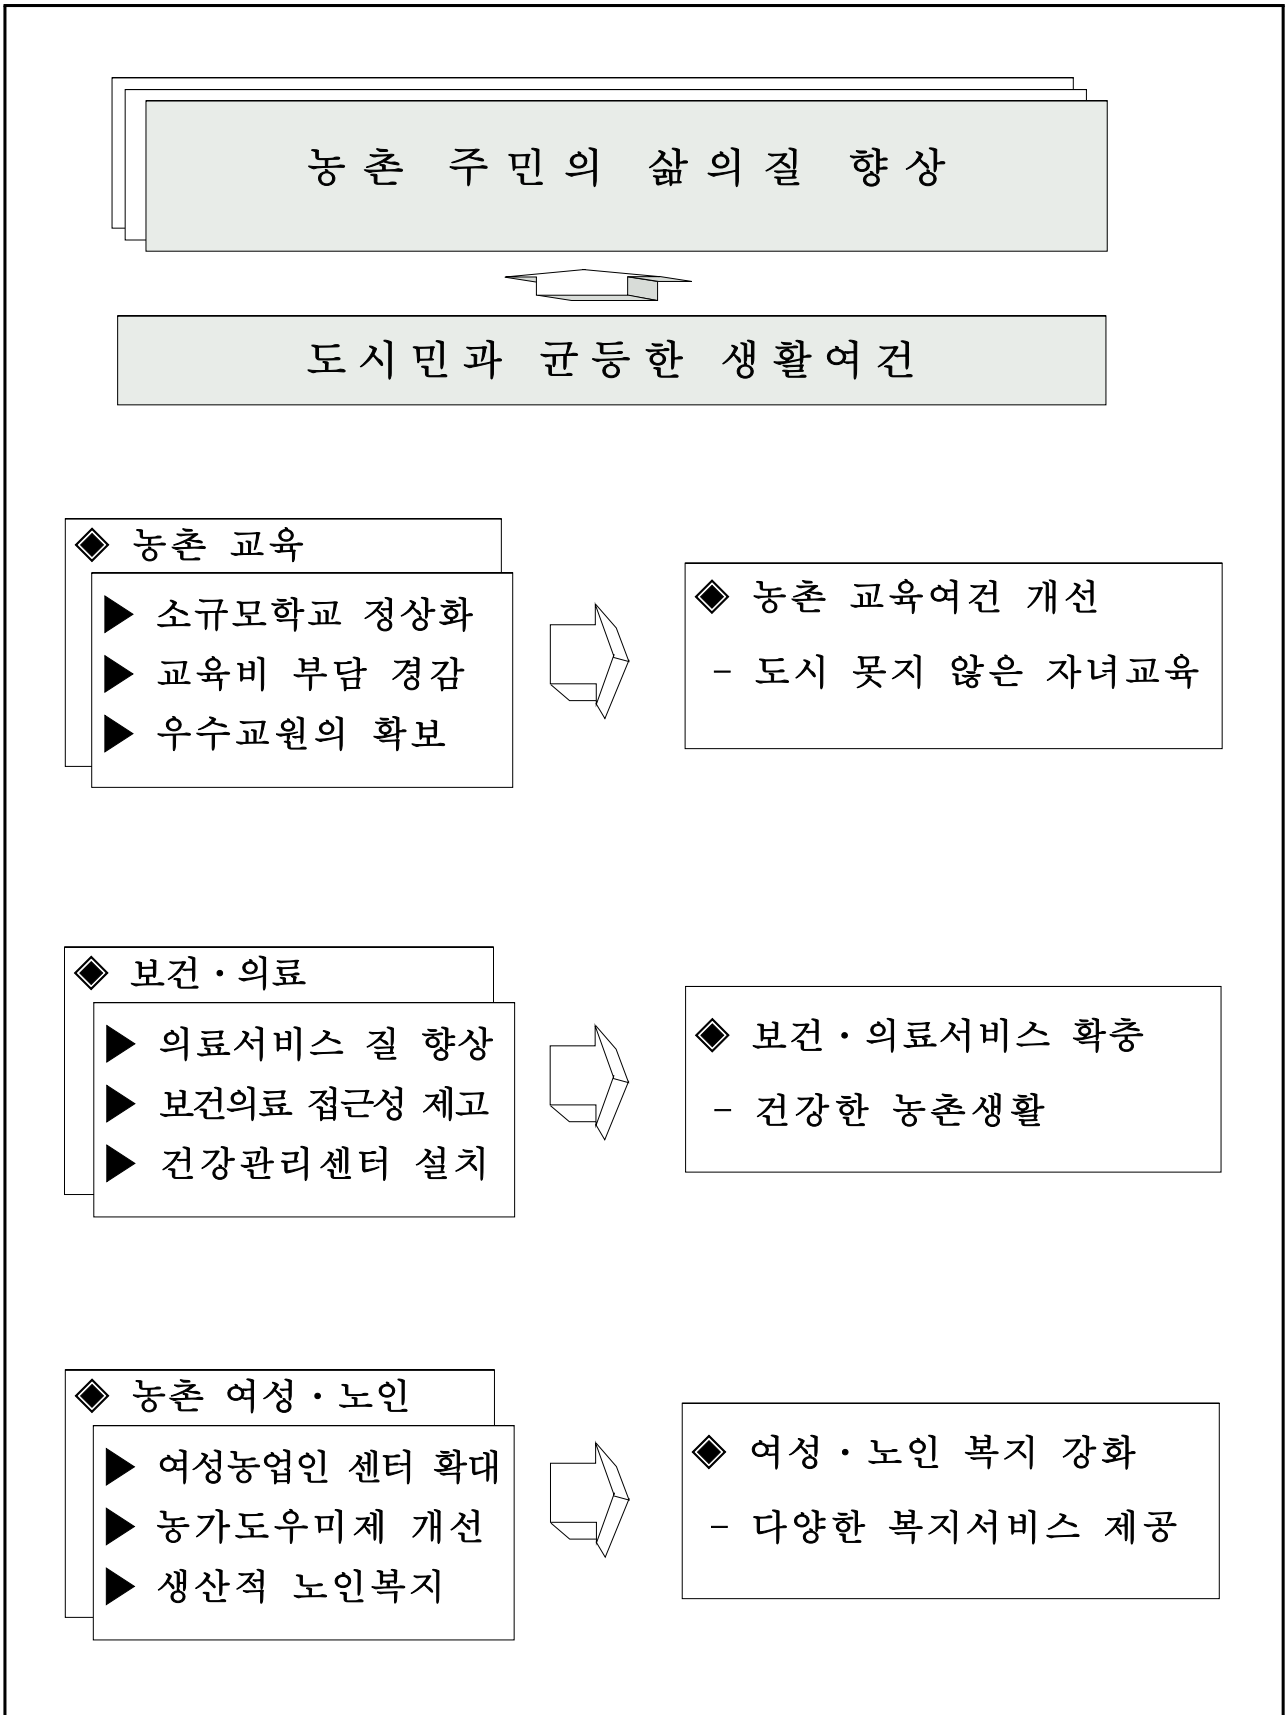 농촌 주민의 삶의질 향상
도시민과 균등한 생활여건
◈ 농촌 교육
▶ 소규모학교 정상화
▶ 교육비 부담 경감
▶ 우수교원의 확보
◈ 농촌 교육여건 개선
- 도시 못지 않은 자녀교육
◈ 보건·의료
▶ 의료서비스 질 향상
▶ 보건의료 접근성 제고
▶ 건강관리센터 설치
◈ 보건·의료서비스 확충
- 건강한 농촌생활
◈ 농촌 여성·노인
▶ 여성농업인 센터 확대
▶ 농가도우미제 개선
▶ 생산적 노인복지
◈ 여성·노인 복지 강화
- 다양한 복지서비스 제공